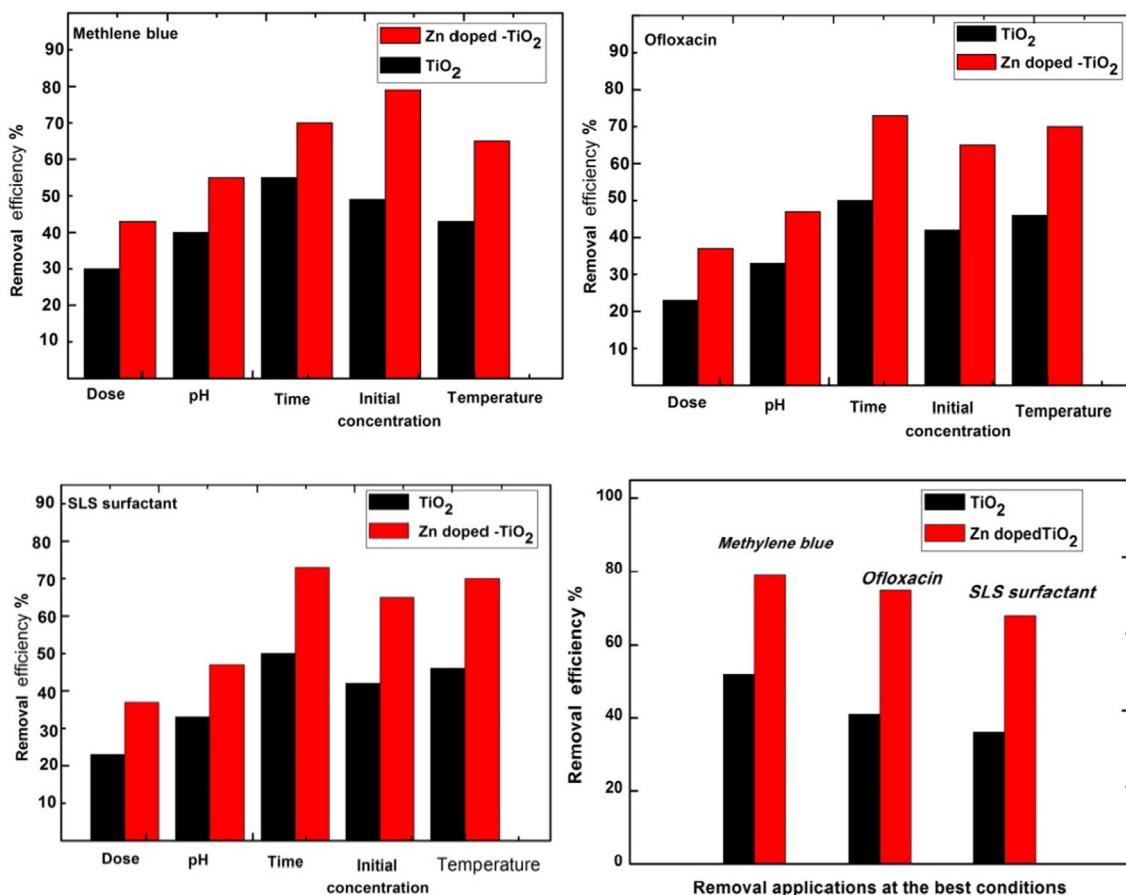 Methlene blue
Zn doped -TiO2
TiO2
Removal efficiency %
90
80
70
60
50
40
30
20
10
Dose
pH
Time
Initial
concentration
Temperature
Ofloxacin
TiO2
Zn doped -TiO2
Removal efficiency %
90
80
70
60
50
40
30
20
10
Dose
pH
Time
Initial
concentration
Temperature
SLS surfactant
TiO2
Zn doped -TiO2
Removal efficiency %
90
80
70
60
50
40
30
20
10
Dose
pH
Time
Initial
concentration
Temperature
TiO2
Zn dopedTiO2
Methylene blue
Ofloxacin
SLS surfactant
Removal efficiency %
100
80
60
40
20
0
Removal applications at the best conditions